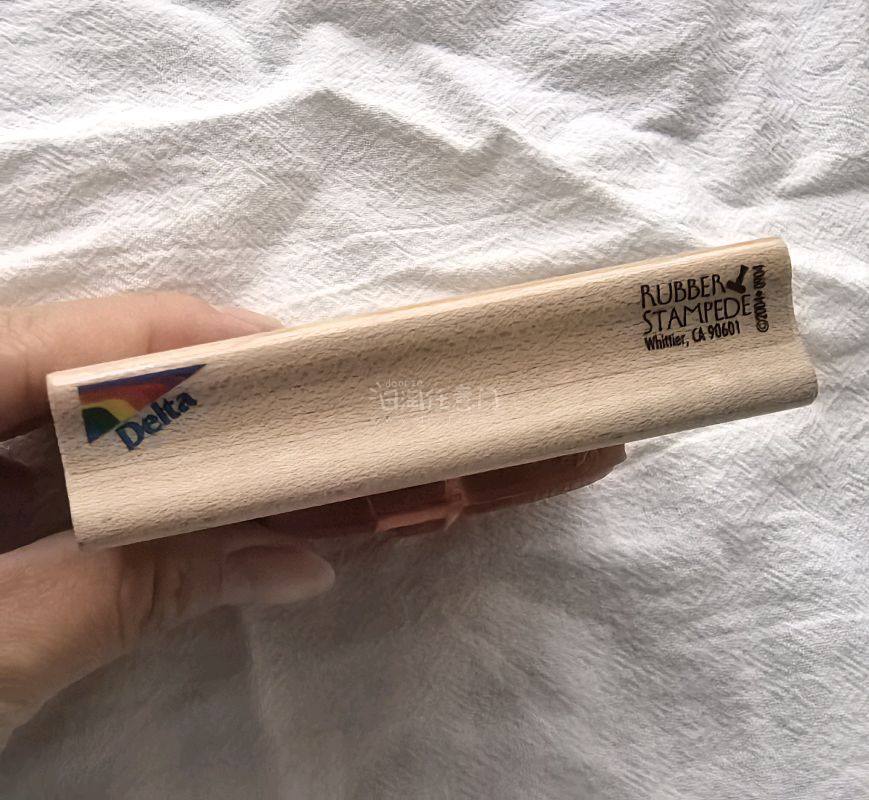 Delta
RUBBER
STAMPEDE
Whittier, CA 90601